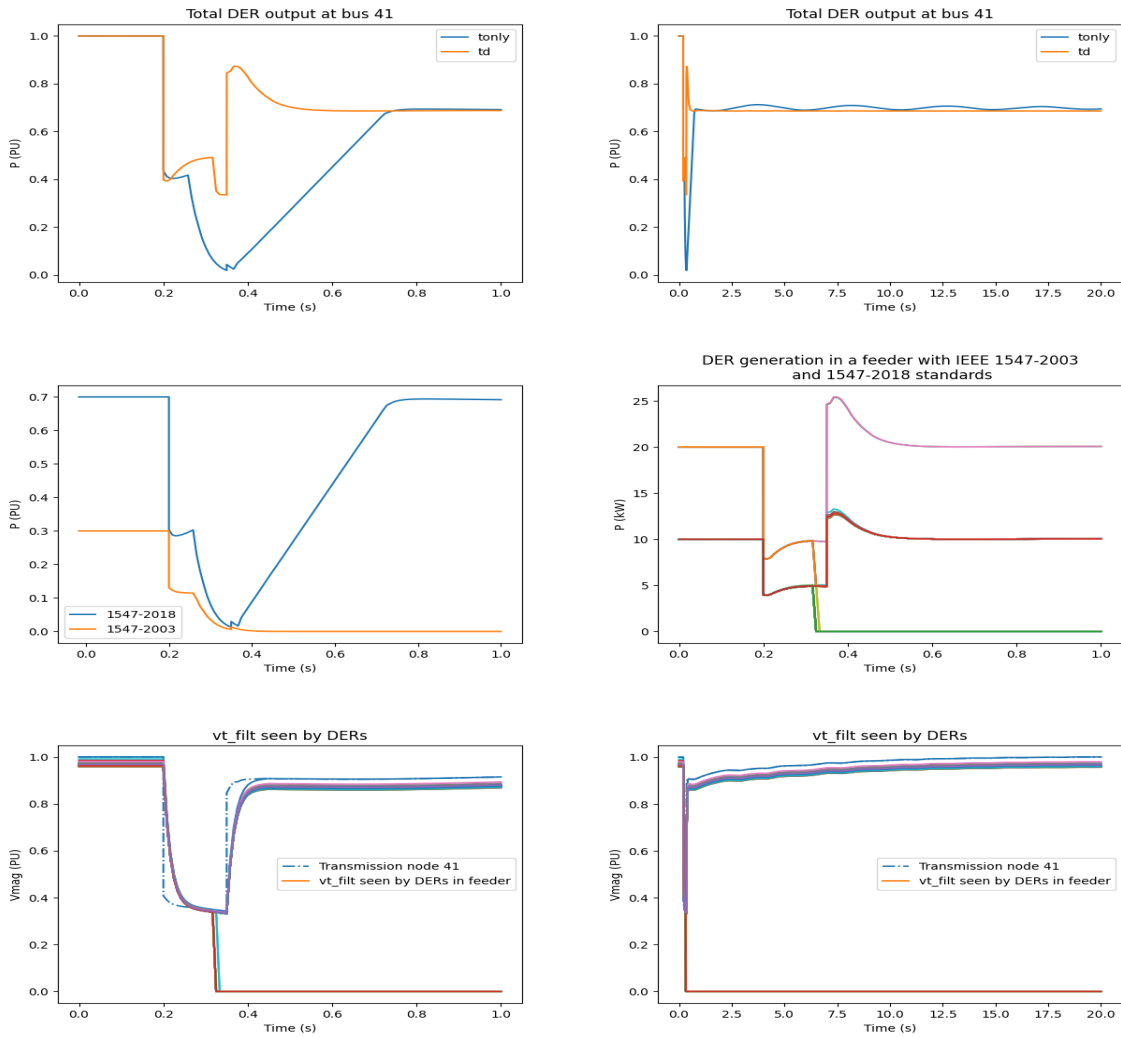 Total DER output at bus 41
P (PU)
1.0
0.8
0.6
0.4
0.2
0.0
tonly
td
0.0 0.2 0.4 0.6 0.8 1.0
Time (s)
Total DER output at bus 41
P (PU)
1.0
0.8
0.6
0.4
0.2
0.0
tonly
td
0.0 2.5 5.0 7.5 10.0 12.5 15.0 17.5 20.0
Time (s)
P (PU)
0.7
0.6
0.5
0.4
0.3
0.2
0.1
0.0
1547-2018
1547-2003
0.0 0.2 0.4 0.6 0.8 1.0
Time (s)
DER generation in a feeder with IEEE 1547-2003
and 1547-2018 standards
P (kW)
25
20
15
10
5
0
0.0 0.2 0.4 0.6 0.8 1.0
Time (s)
vt_filt seen by DERs
Vmag (PU)
1.0
0.8
0.6
0.4
0.2
0.0
Transmission node 41
vt_filt seen by DERs in feeder
0.0 0.2 0.4 0.6 0.8 1.0
Time (s)
vt_filt seen by DERs
Vmag (PU)
1.0
0.8
0.6
0.4
0.2
0.0
Transmission node 41
vt_filt seen by DERs in feeder
0.0 2.5 5.0 7.5 10.0 12.5 15.0 17.5 20.0
Time (s)